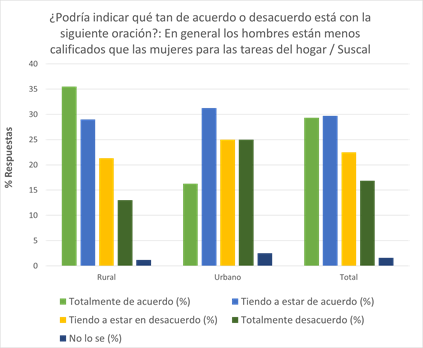 ¿Podría indicar qué tan de acuerdo o desacuerdo está con la
siguiente oración?: En general los hombres están menos
calificados que las mujeres para las tareas del hogar / Suscal
40
35
30
25
20
15
10
5
0
% Respuestas
Rural Urbano Total
Totalmente de acuerdo (%) Tiendo a estar de acuerdo (%)
Tiendo a estar en desacuerdo (%) Totalmente desacuerdo (%)
No lo se (%)